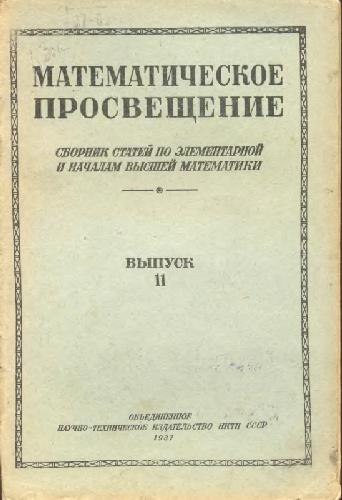 МАТЕМАТИЧЕСКОЕ
ПРОСВЕЩЕНИЕ
СБОРНИК СТАТЕЙ ПО ЭЛЕМЕНТАРНОЙ
И НАЧАЛАМ ВЫСШЕЙ МАТЕМАТИКИ
ВЫПУСК
11
ОБЪЕДИНЕННОЕ
НАУЧНО-ТЕХНИЧЕСКОЕ ИЗДАТЕЛЬСТВО НКТП СССР
1937